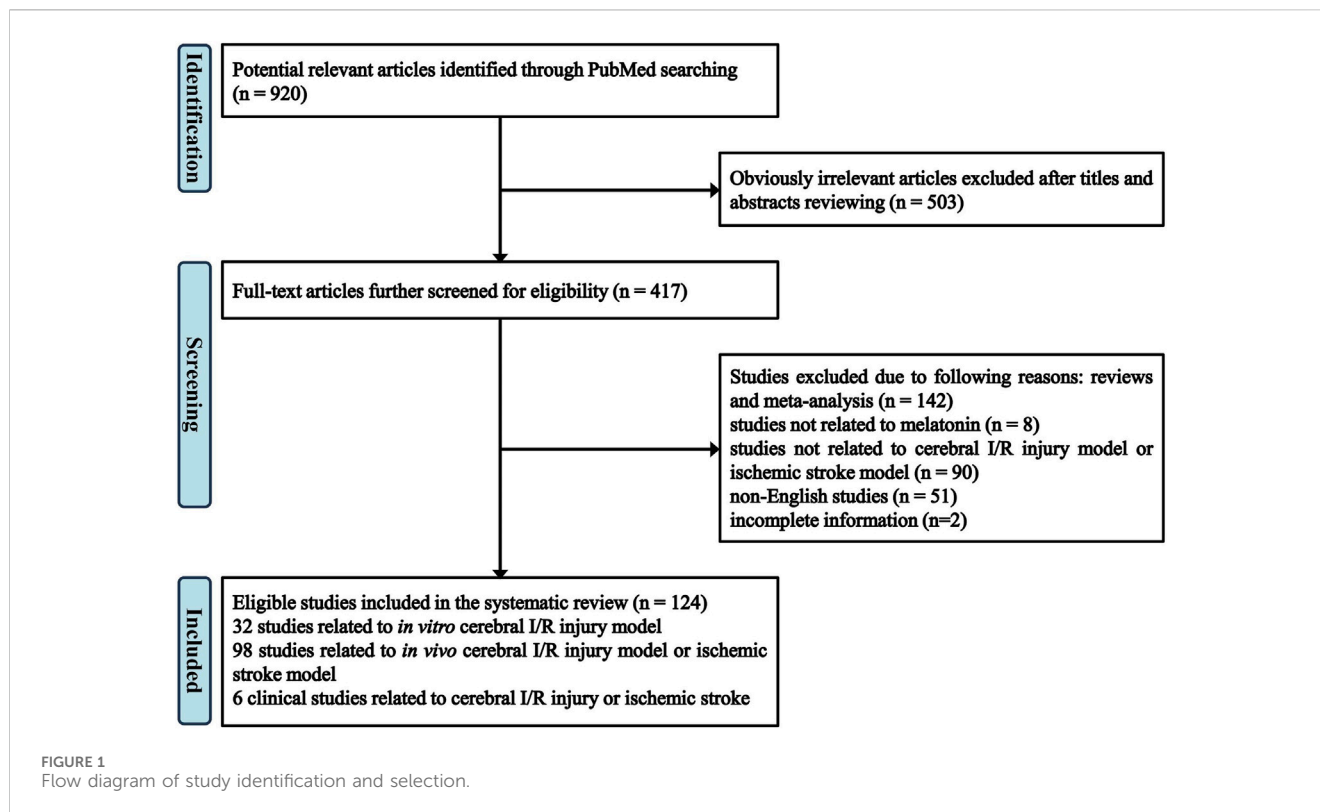 Identification
Potential relevant articles identified through PubMed searching
(n = 920)
Obviously irrelevant articles excluded after titles and
abstracts reviewing (n = 503)
Screening
Full-text articles further screened for eligibility (n = 417)
Studies excluded due to following reasons: reviews
and meta-analysis (n = 142)
studies not related to melatonin (n = 8)
studies not related to cerebral I/R injury model or
ischemic stroke model (n = 90)
non-English studies (n = 51)
incomplete information (n=2)
Included
Eligible studies included in the systematic review (n = 124)
32 studies related to in vitro cerebral I/R injury model
98 studies related to in vivo cerebral I/R injury model or ischemic
stroke model
6 clinical studies related to cerebral I/R injury or ischemic stroke
FIGURE 1
Flow diagram of study identification and selection.